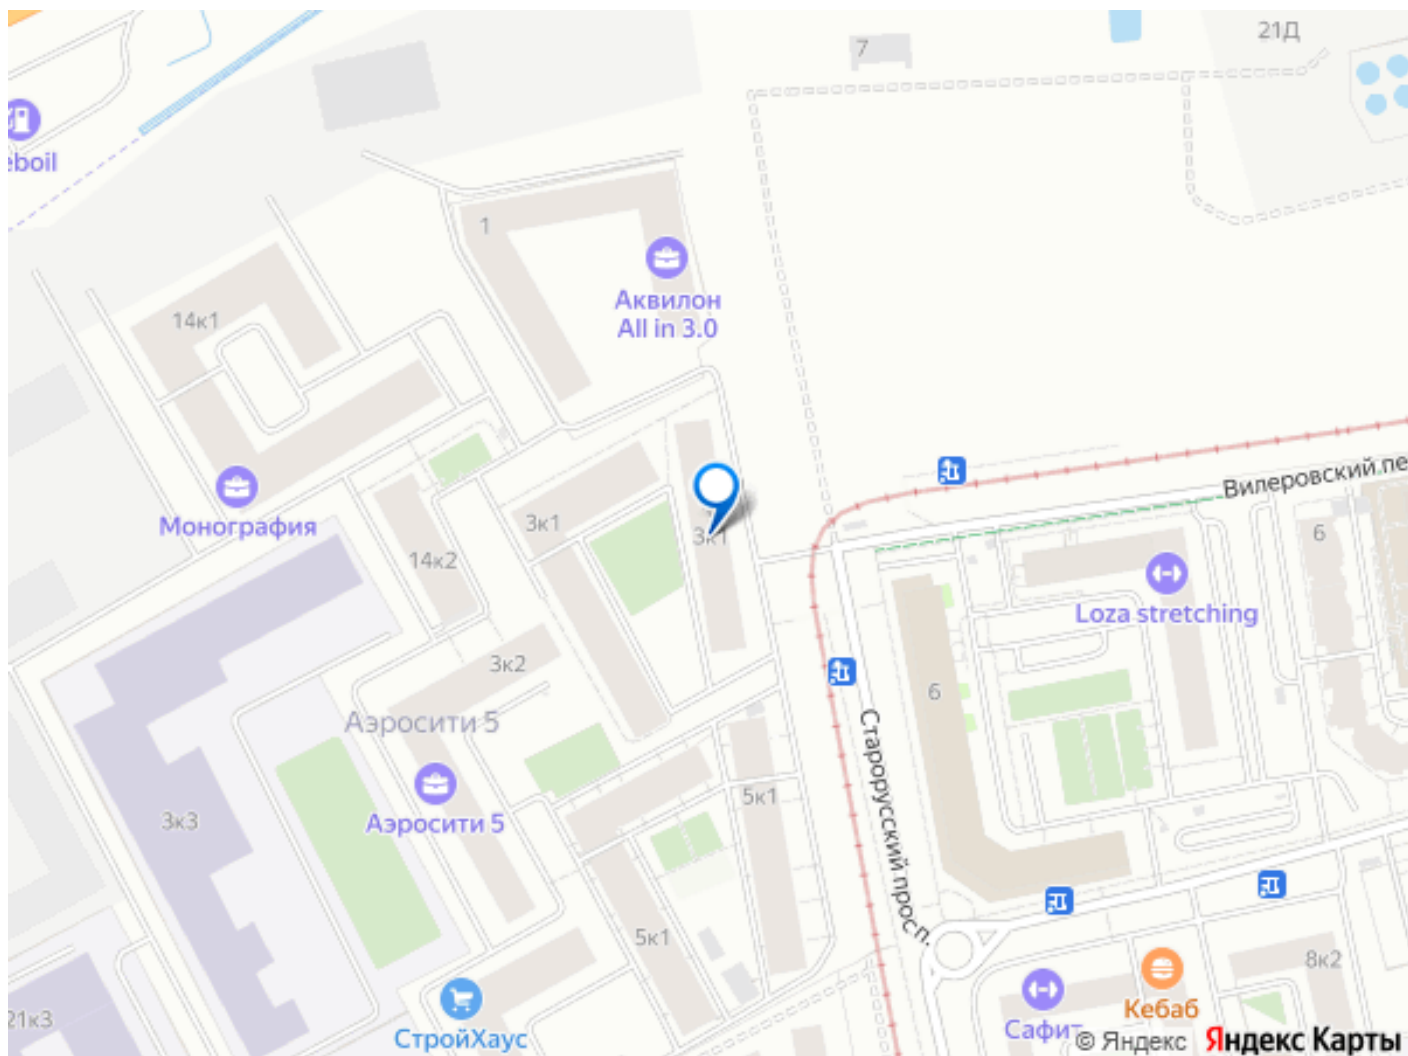 21Д
7
eboil
1
Аквилон
All in 3.0
14к1
Вилеровский пе
Монография
3к1
3к1
6
14к2
Loza stretching
3к2
6
Аэросити 5
Старорусский просп.
5к1
3к3
Аэросити 5
5к1
8к2
Кебаб
21к3
Сафит
СтройХаус
© Яндекс Яндекс Карты